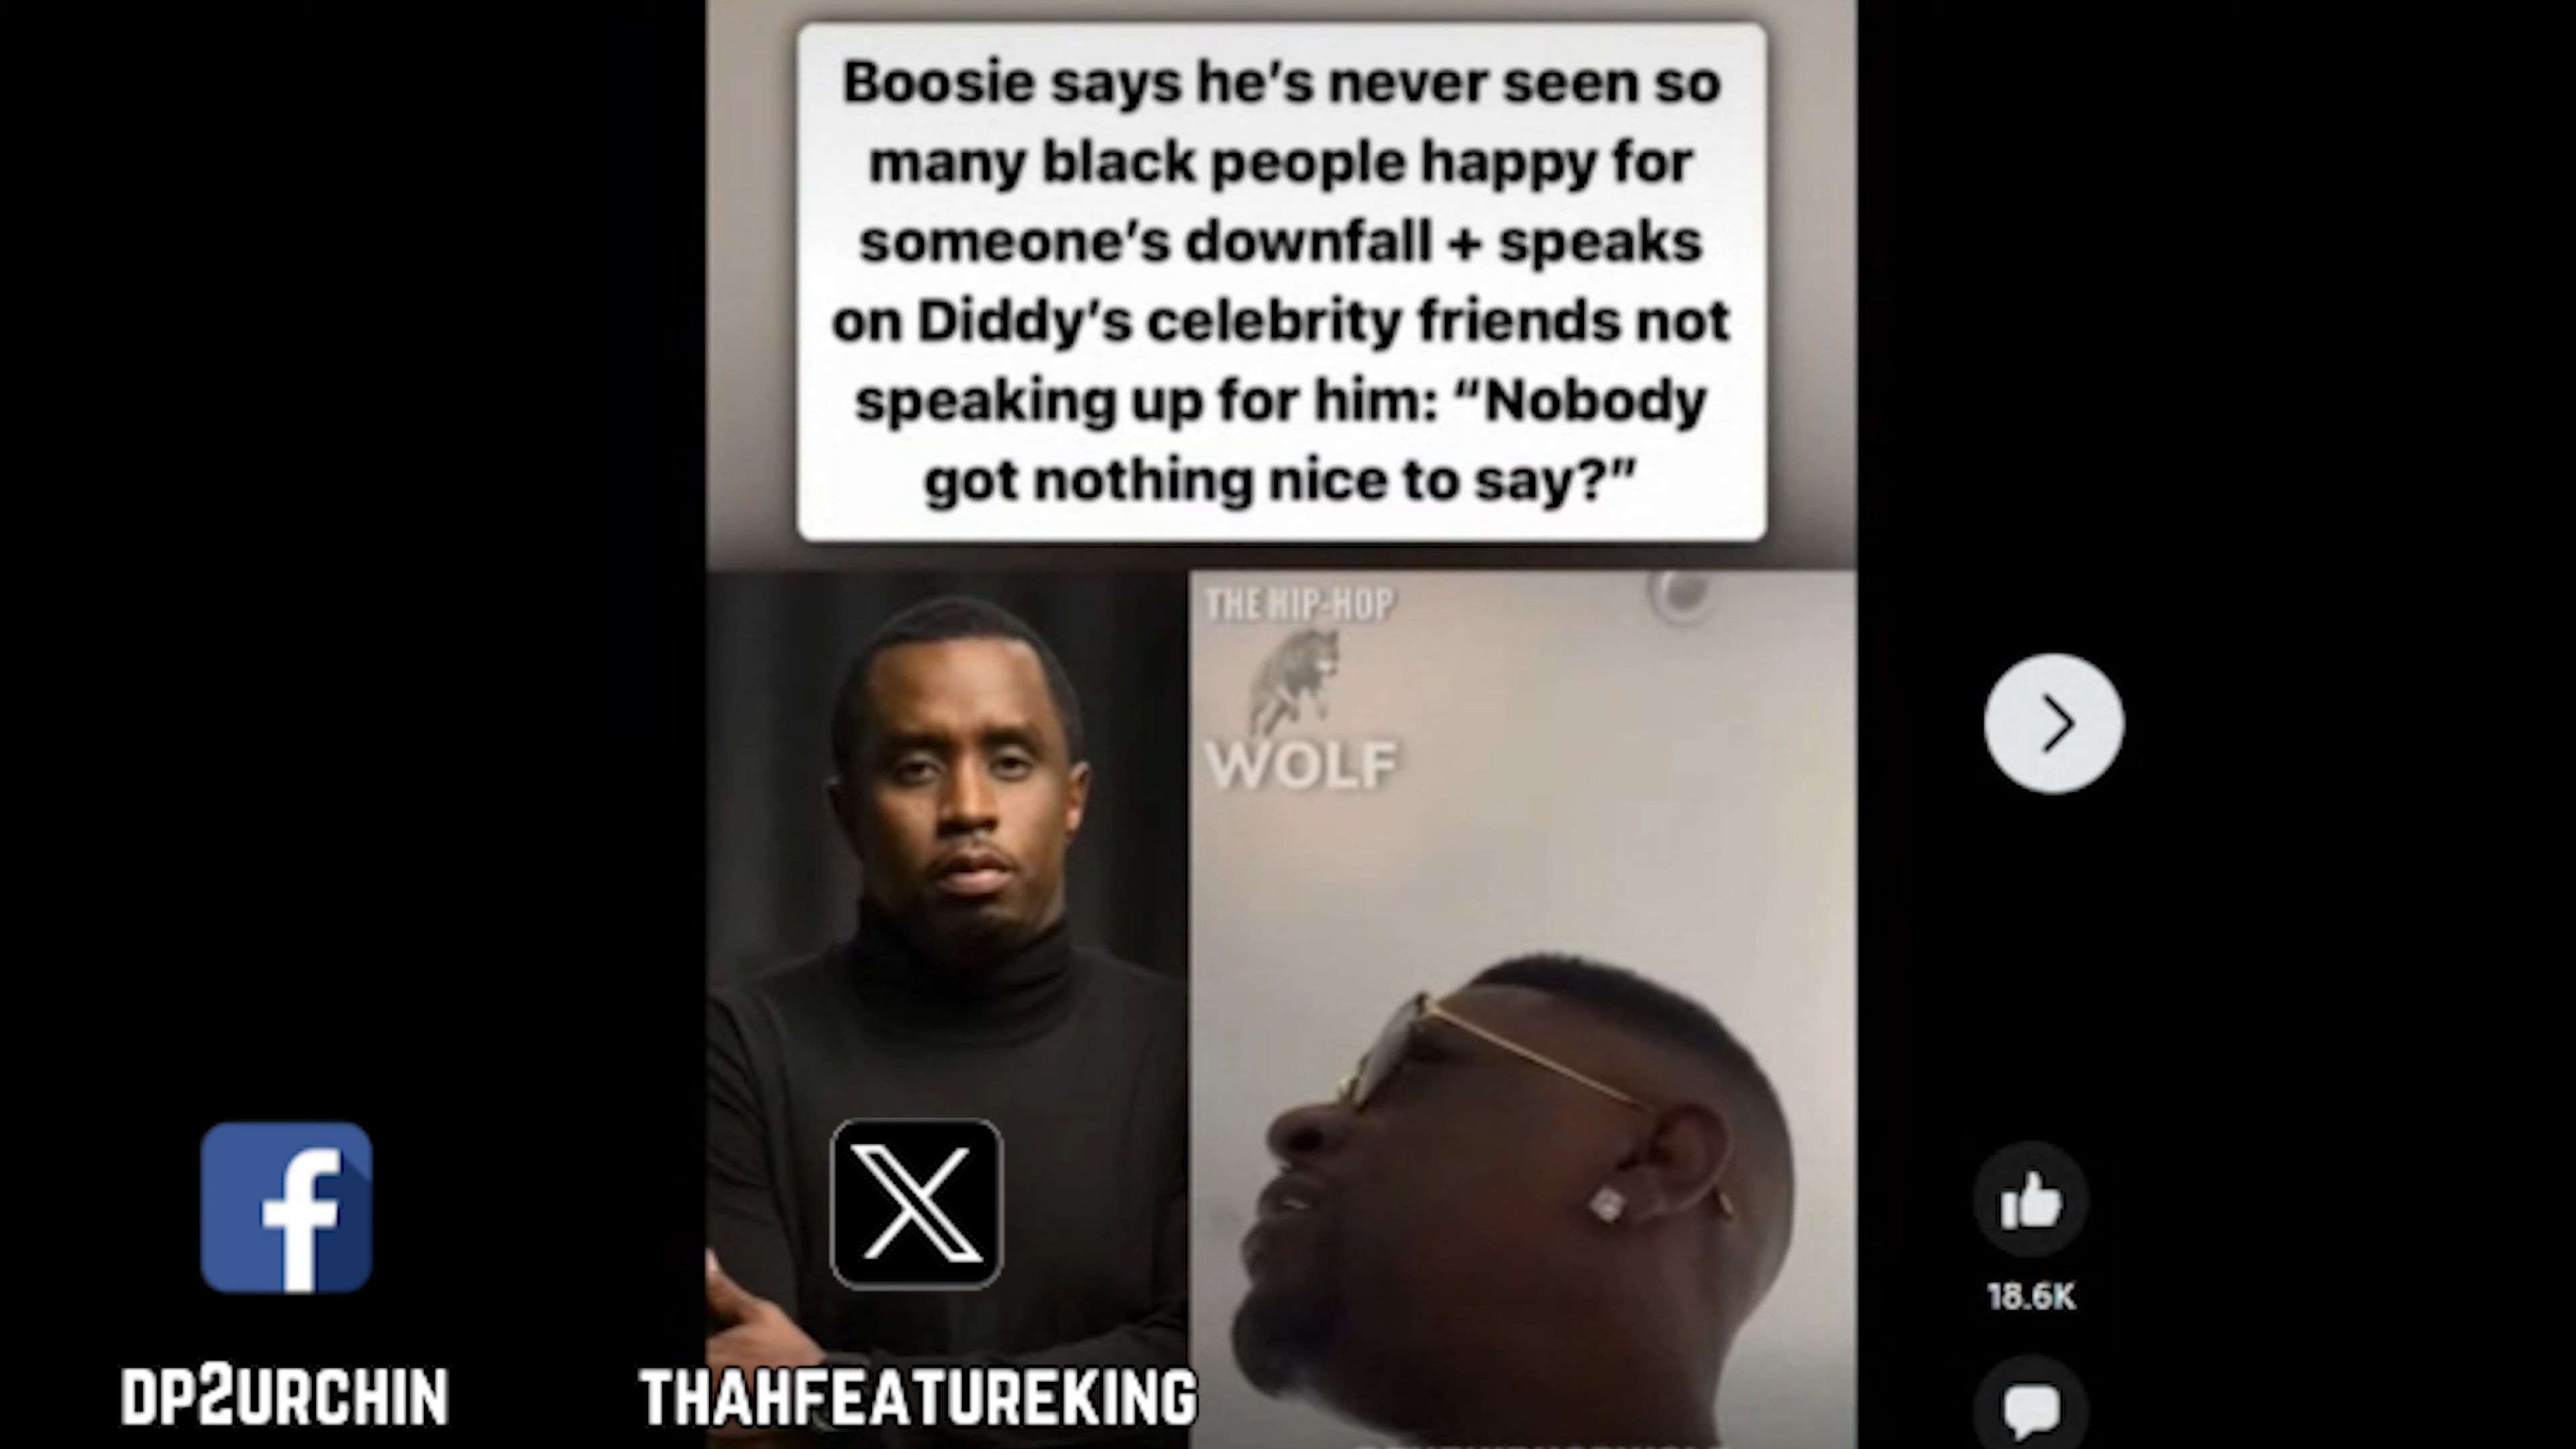 Boosie says he's never seen so
many black people happy for
someone's downfall + speaks
on Diddy's celebrity friends not
speaking up for him: “Nobody
got nothing nice to say?”
THE HIP-HOP
WOLF
18.6K
DP2URCHIN
THAHFEATUREKING